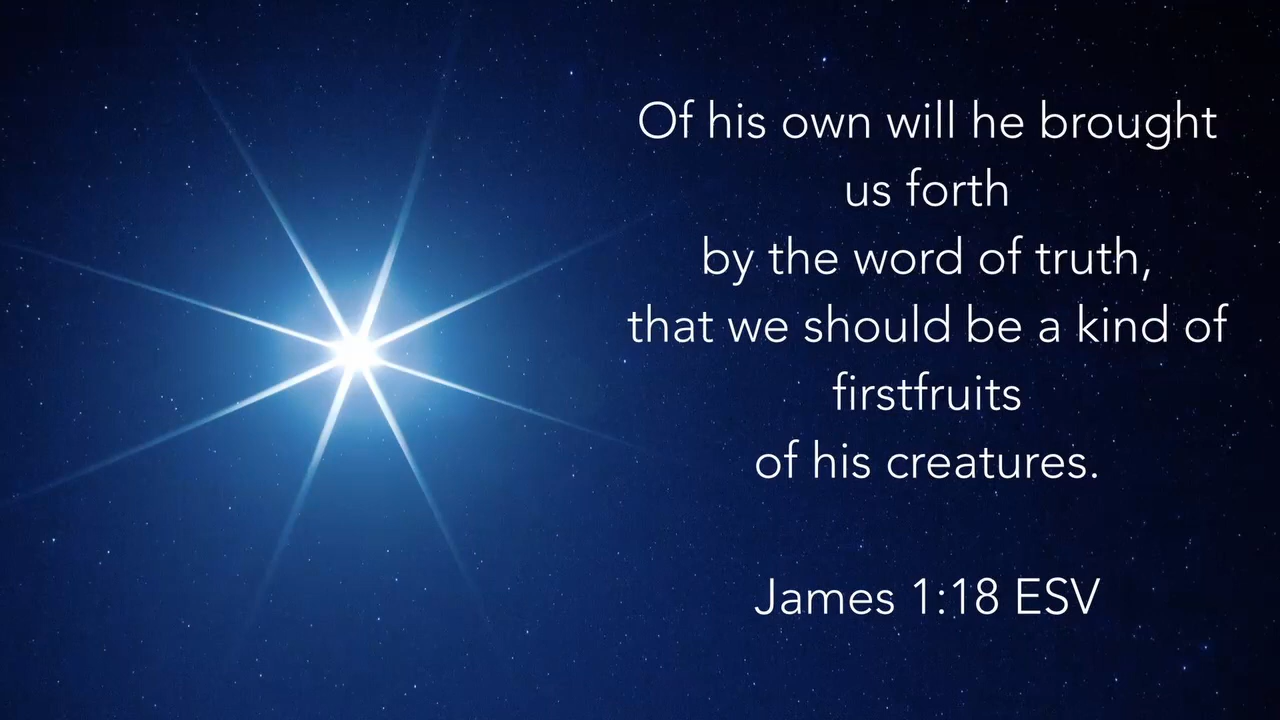 Of his own will he brought
us forth
by the word of truth,
that we should be a kind of
firstfruits
of his creatures.
James 1:18 ESV